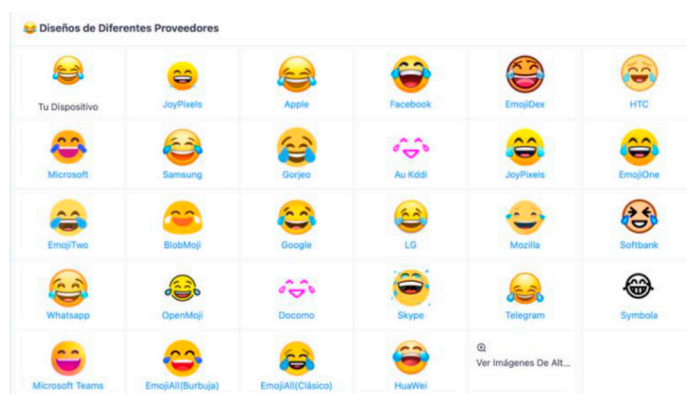 😂 Diseños de Diferentes Proveedores
Tu Dispositivo
JoyPixels
Apple
Facebook
EmojiDex
HTC
Microsoft
Samsung
Gorjeo
Au Kddi
JoyPixels
EmojiOne
EmojiTwo
BlobMoji
Google
LG
Mozilla
Softbank
Whatsapp
OpenMoji
Docomo
Skype
Telegram
Symbola
Microsoft Teams
EmojiAll(Burbuja)
EmojiAll(Clásico)
HuaWei
Ver Imágenes De Alt...